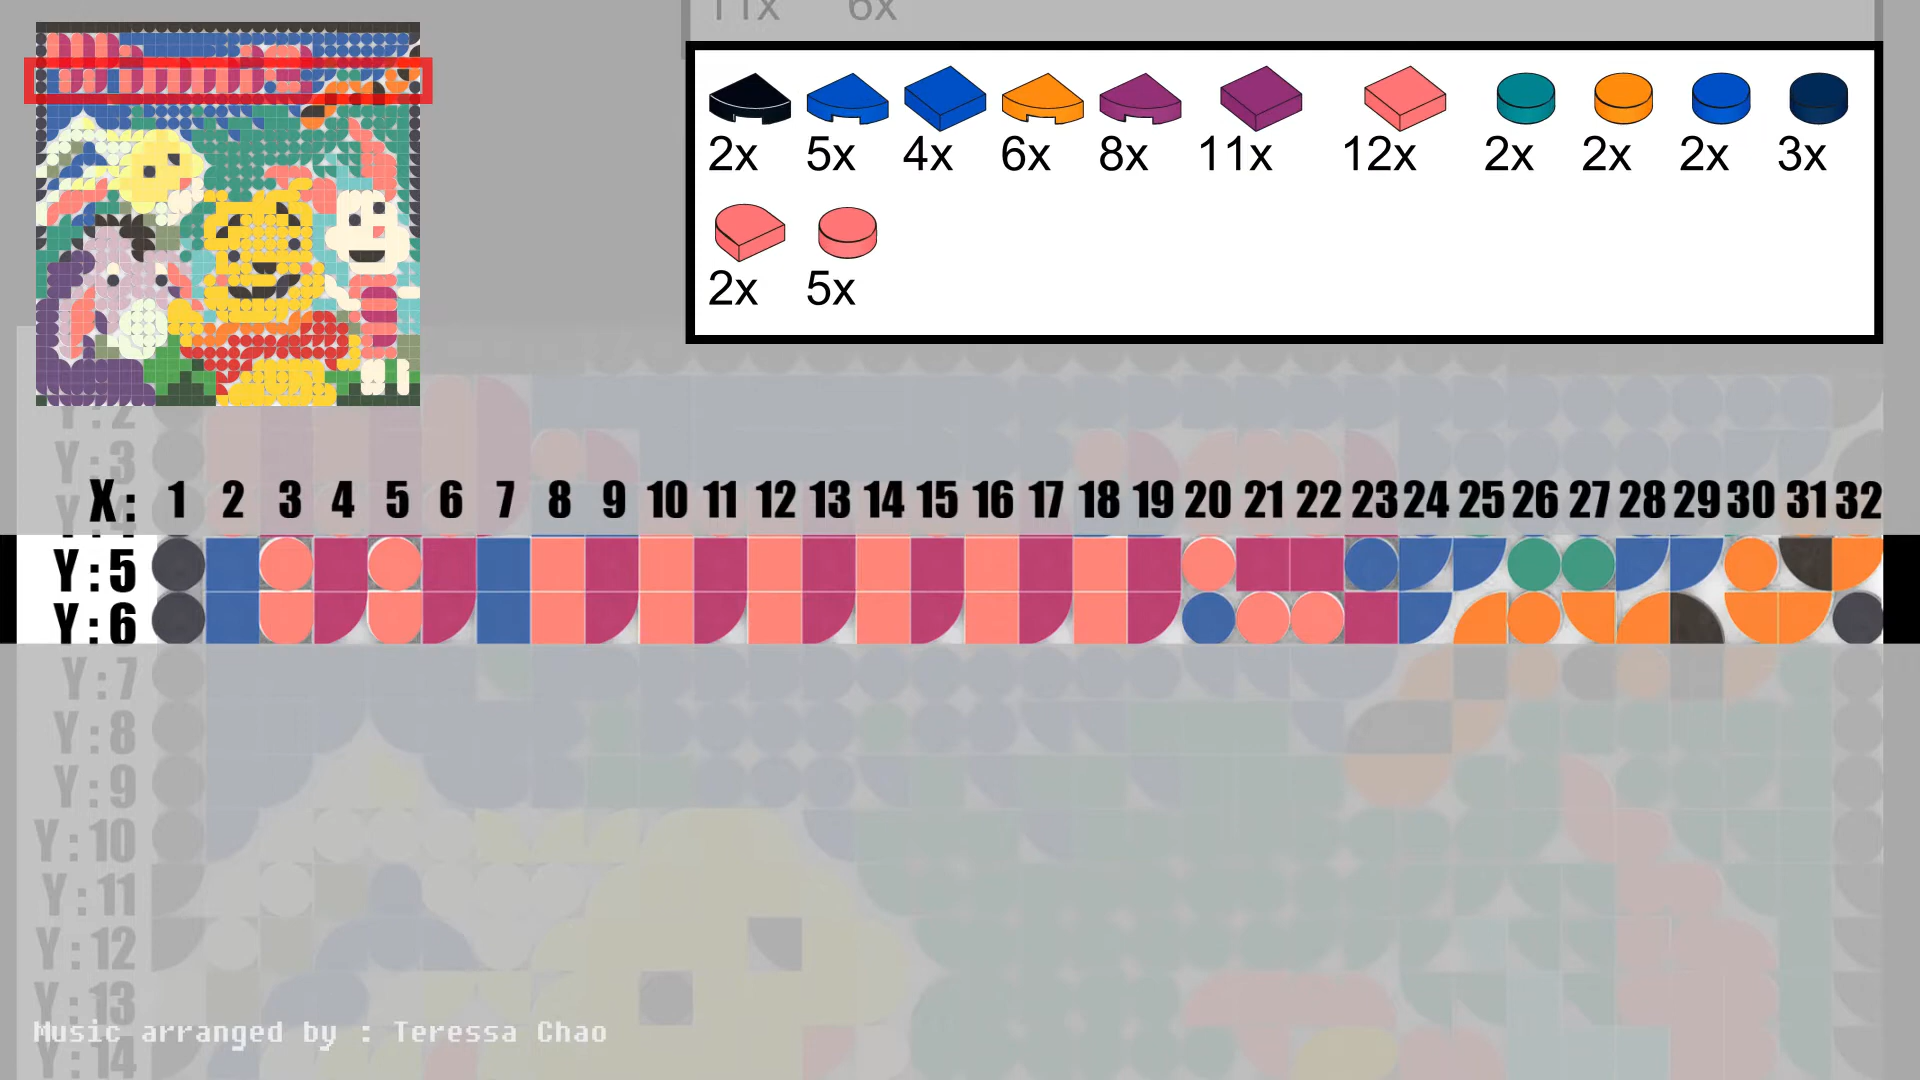 11x 6x
2x 5x 4x 6x 8x 11x 12x 2x 2x 2x 3x
2x 5x
Y:2
Y:3
Y:4
X: 1 2 3 4 5 6 7 8 9 10 11 12 13 14 15 16 17 18 19 20 21 22 23 24 25 26 27 28 29 30 31 32
Y:5
Y:6
Y:7
Y:8
Y:9
Y:10
Y:11
Y:12
Y:13
Music arranged by : Teressa Chao
Y:14